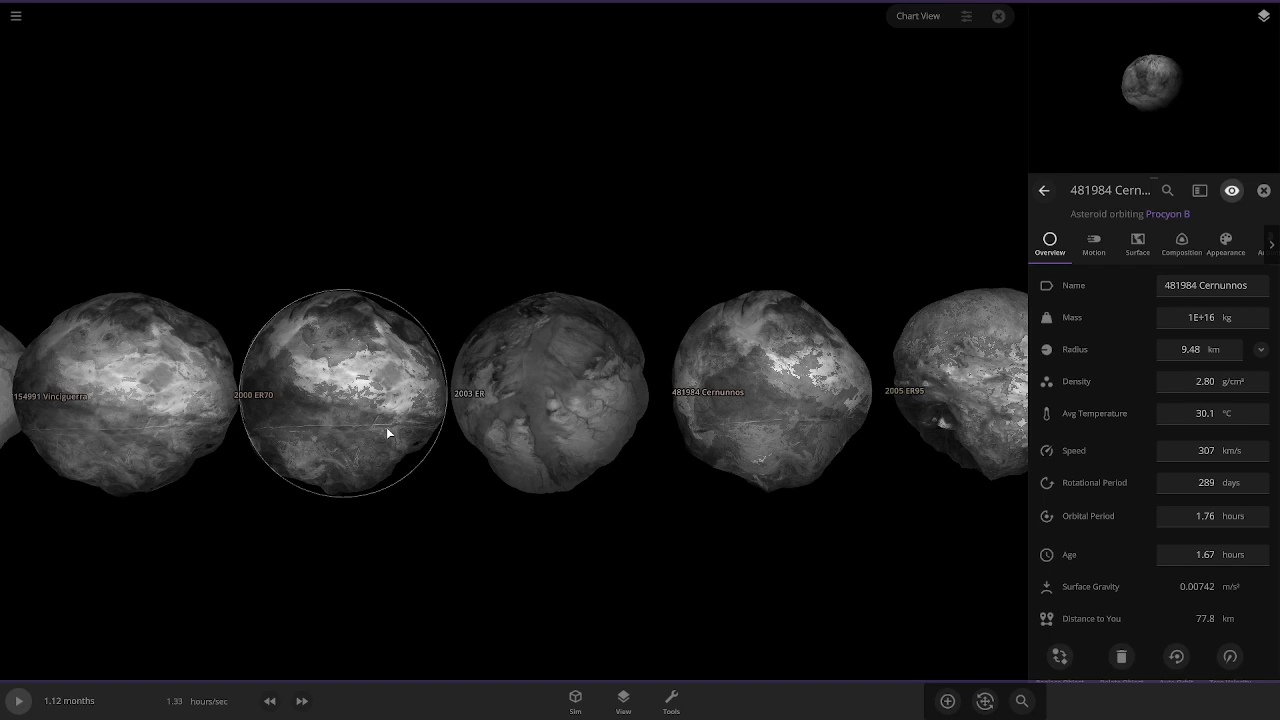 Chart View
481984 Cern...
Asteroid orbiting Procyon B
Overview
Motion
Surface
Composition
Appearance
Name
481984 Cernunnos
Mass
1E+16 kg
Radius
9.48 km
Density
2.80 g/cm³
Avg Temperature
30.1 °C
Speed
307 km/s
Rotational Period
289 days
Orbital Period
1.76 hours
Age
1.67 hours
Surface Gravity
0.00742 m/s²
Distance to You
77.8 km
154991 Vinciguerra
2000 ER70
2003 ER
481984 Cernunnos
2005 ER95
1.12 months
1.33 hours/sec
Sim
View
Tools